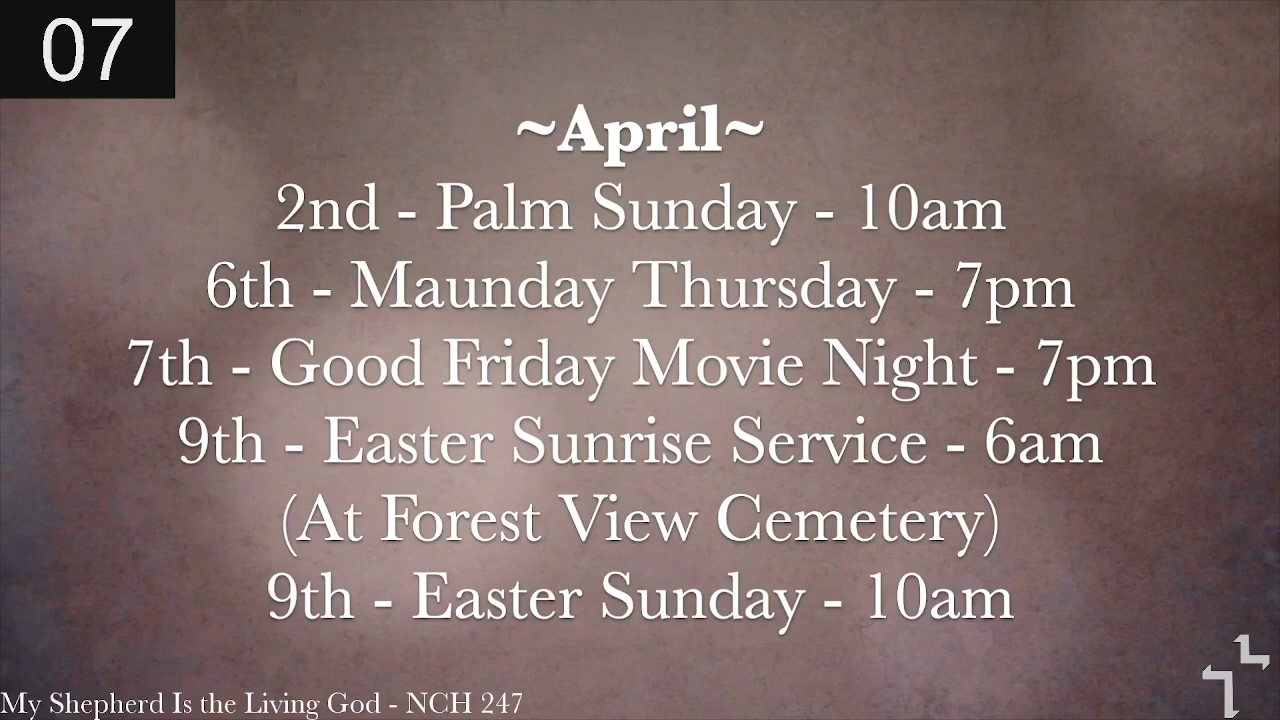 07
~April~
2nd - Palm Sunday - 10am
6th - Maunday Thursday - 7pm
7th - Good Friday Movie Night - 7pm
9th - Easter Sunrise Service - 6am
(At Forest View Cemetery)
9th - Easter Sunday - 10am
My Shepherd Is the Living God - NCH 247